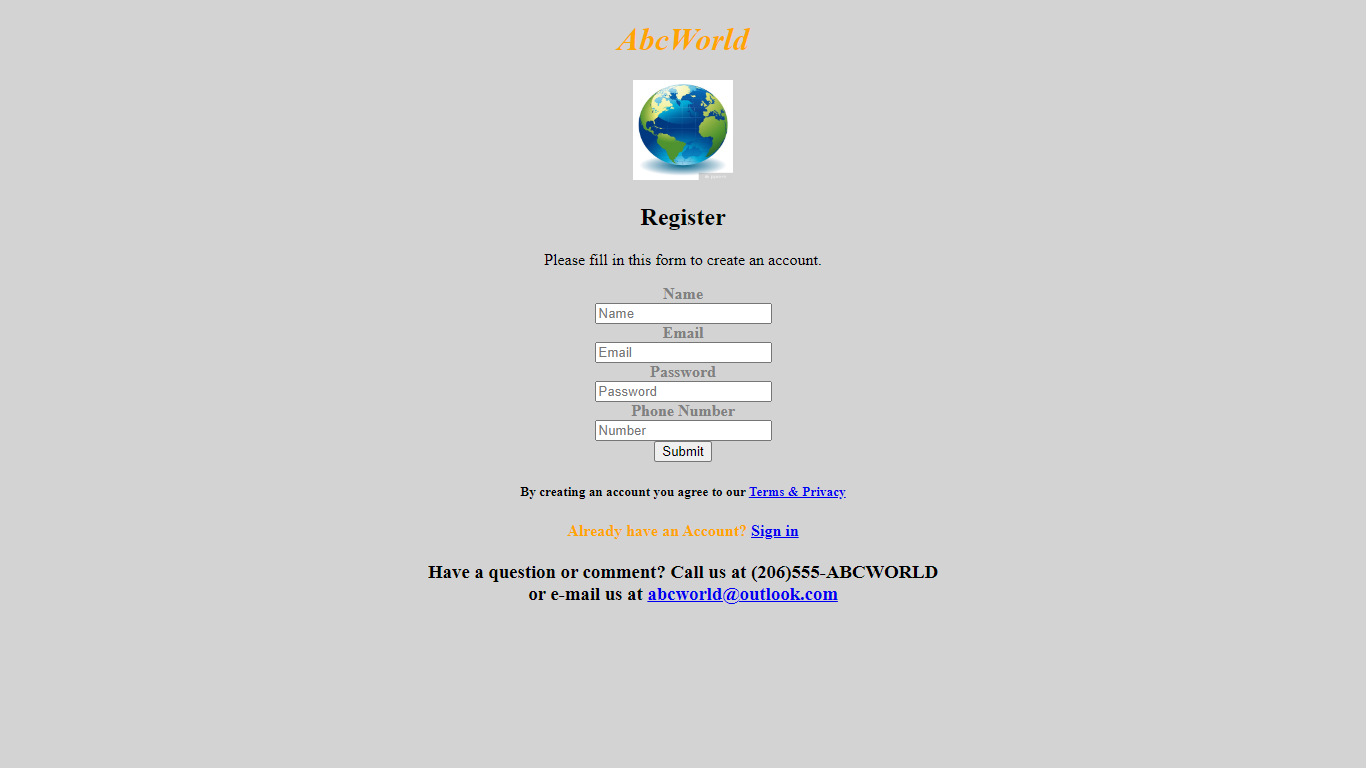 AbcWorld
Register
Please fill in this form to create an account.
Name
Name
Email
Email
Password
Password
Phone Number
Number
Submit
By creating an account you agree to our Terms & Privacy
Already have an Account? Sign in
Have a question or comment? Call us at (206)555-ABCWORLD
or e-mail us at abcworld@outlook.com